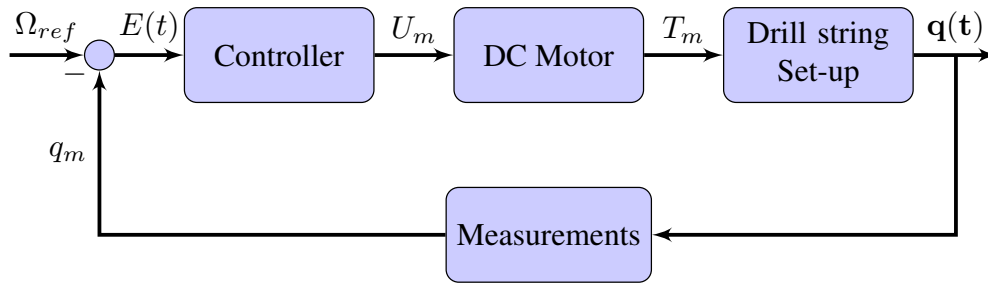 Ω_ref
E(t)
Controller
U_m
DC Motor
T_m
Drill string
Set-up
q(t)
−
q_m
Measurements